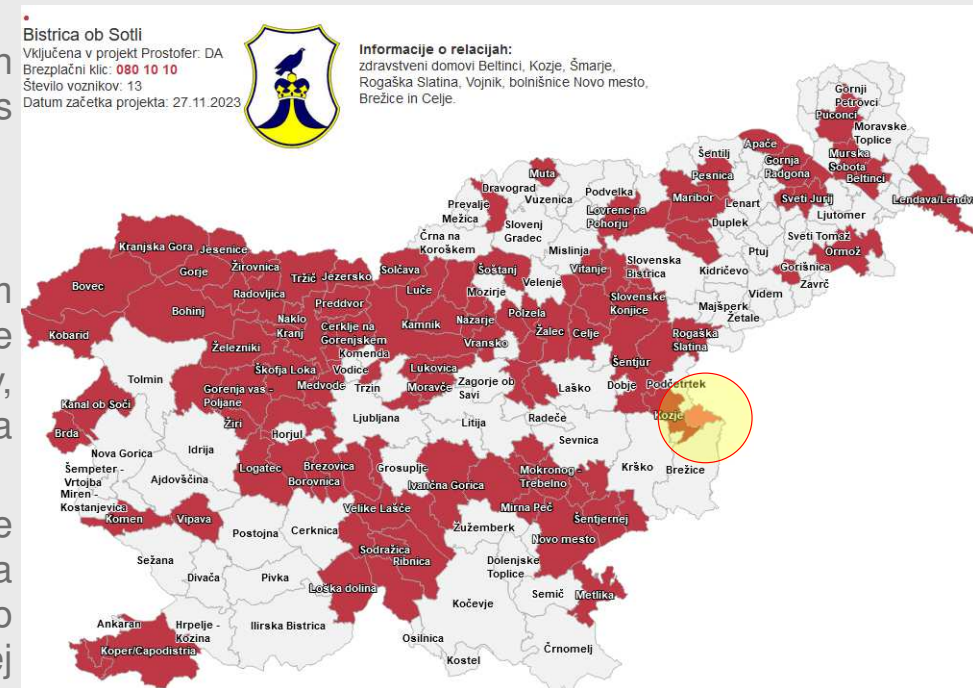 Bistrica ob Sotli
Vključena v projekt Prostofer: DA
Brezplačni klic: 080 10 10
Število voznikov: 13
Datum začetka projekta: 27.11.2023
Informacije o relacijah:
zdravstveni domovi Beltinci, Kozje, Šmarje,
Rogaška Slatina, Vojnik, bolnišnice Novo mesto,
Brežice in Celje.
Gornji
Petrovci
Puconci
Moravske
Toplice
Šentilj
Apače
Murska
Sobota
Beltinci
Gornja
Radgona
Pesnica
Muta
Dravograd
Vuzenica
Podvelka
Maribor
Lenart
Sveti Jurij
Lendava/Lendv
Prevalje
Mežica
Lovrenc na
Pohorju
Duplek
Ljutomer
Slovenj
Gradec
Črna na
Koroškem
Sveti Tomaž
Ormož
Ptuj
Mislinja
Kranjska Gora
Jesenice
Slovenska
Bistrica
Kidričevo
Gorišnica
Zavrč
Gorje
Žirovnica
Tržič
Jezersko
Solčava
Šoštanj
Velenje
Vitanje
Videm
Bovec
Radovljica
Luče
Mozirje
Slovenske
Konjice
Majšperk
Žetale
Bohinj
Preddvor
Naklo
Kranj
Cerklje na
Gorenjskem
Kamnik
Nazarje
Polzela
Žalec
Celje
Rogaška
Slatina
Kobarid
Železniki
Komenda
Vransko
Šentjur
Tolmin
Škofja Loka
Vodice
Lukovica
Gorenja vas -
Poljane
Medvode
Trzin
Moravče
Zagorje ob
Savi
Laško
Dobje
Podčetrtek
Kanal ob Soči
Brda
Žiri
Ljubljana
Litija
Radeče
Kozje
Horjul
Sevnica
Nova Gorica
Idrija
Šempeter -
Vrtojba
Miren -
Kostanjevica
Ajdovščina
Logatec
Brezovica
Borovnica
Grosuplje
Ivančna Gorica
Mokronog -
Trebelno
Krško
Brežice
Komen
Vipava
Velike Lašče
Mirna Peč
Šentjernej
Postojna
Cerknica
Žužemberk
Novo mesto
Sežana
Sodražica
Ribnica
Dolenjske
Toplice
Divača
Pivka
Loška dolina
Semič
Metlika
Kočevje
Ankaran
Hrpelje -
Kozina
Ilirska Bistrica
Koper/Capodistria
Osilnica
Črnomelj
Kostel